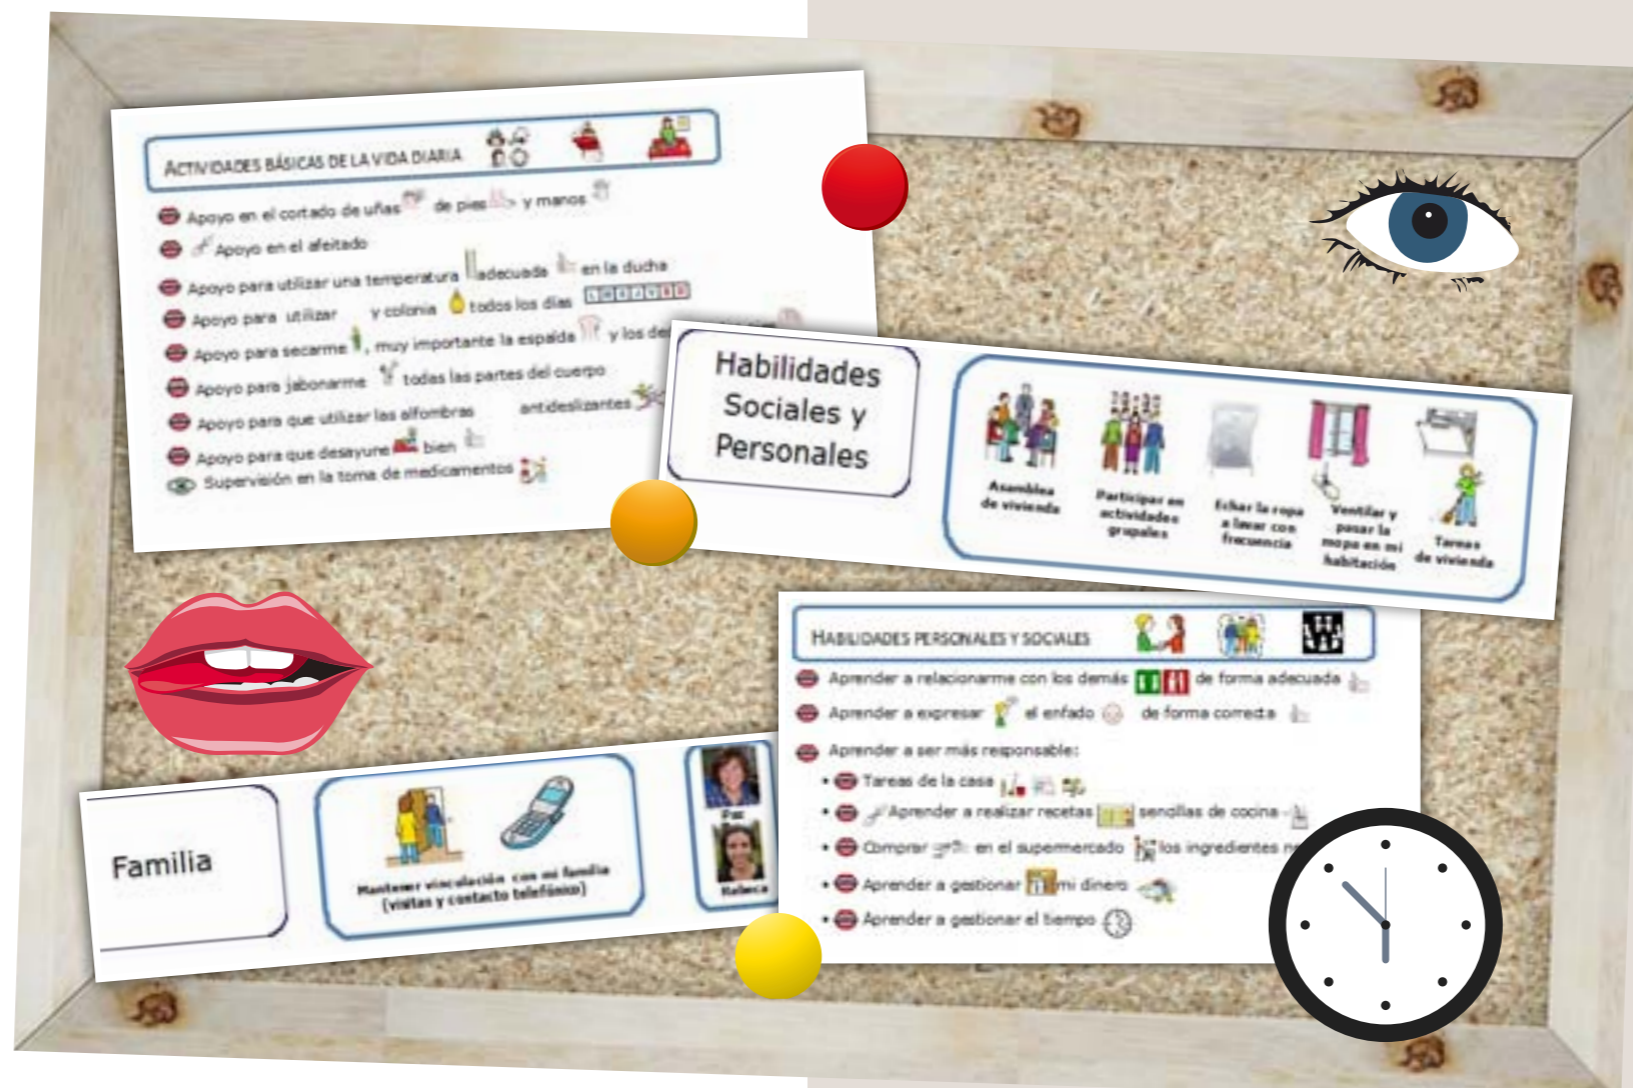 ACTIVIDADES BÁSICAS DE LA VIDA DIARIA
Apoyo en el cortado de uñas de pies y manos
Apoyo en el afeitado
Apoyo para utilizar una temperatura adecuada en la ducha
Apoyo para utilizar y colonia todos los días L M X J V S D
Apoyo para secarme, muy importante la espalda y los
Apoyo para jabonarme todas las partes del cuerpo
Apoyo para que utilizar las alfombras antideslizantes
Apoyo para que desayune bien
Supervisión en la toma de medicamentos
Habilidades
Sociales y
Personales
Asamblea
de vivienda
Participar en
actividades
grupales
Echar la ropa
a lavar con
frecuencia
Ventilar y
pasar la
mopa en mi
habitación
Tareas
de vivienda
HABILIDADES PERSONALES Y SOCIALES
Aprender a relacionarme con los demás de forma adecuada
Aprender a expresar el enfado de forma correcta
Aprender a ser más responsable:
• Tareas de la casa
• Aprender a realizar recetas sencillas de cocina
• Comprar en el supermercado los ingredientes
• Aprender a gestionar mi dinero
• Aprender a gestionar el tiempo
Familia
Mantener vinculación con mi familia
(visitas y contacto telefónico)
Paz
Rebeca